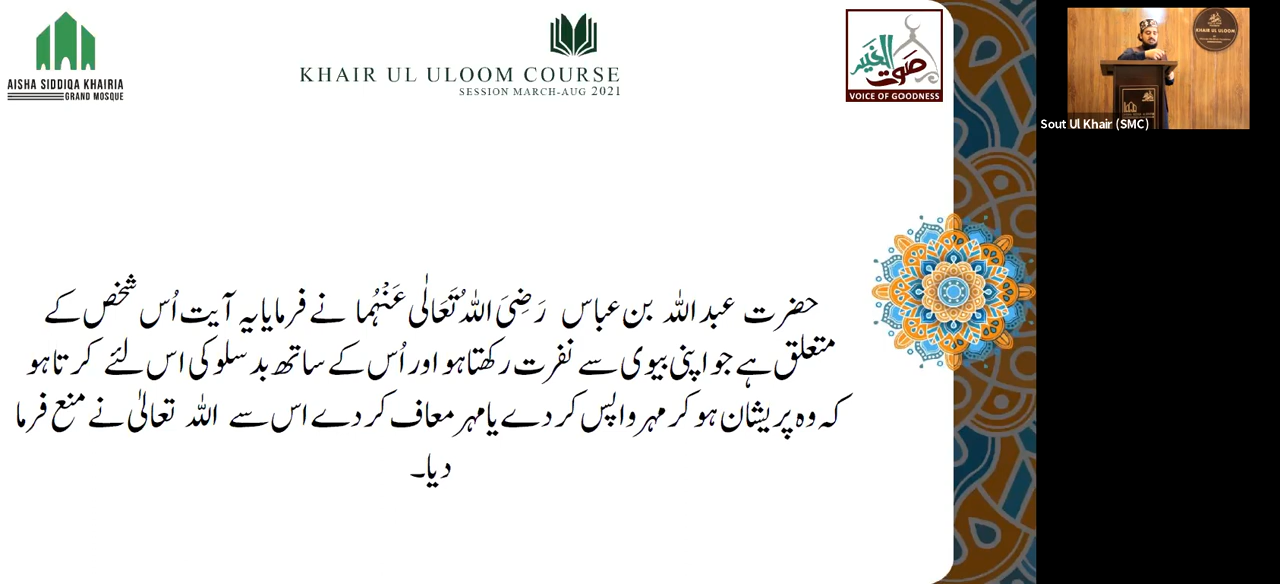 AISHA SIDDIQA KHAIRIA
GRAND MOSQUE
KHAIR UL ULOOM COURSE
SESSION MARCH-AUG 2021
صوت الخیر
VOICE OF GOODNESS
KHAIR UL ULOOM
Sout Ul Khair (SMC)
حضرت عبد اللہ بن عباس رَضِیَ اللہُ تَعَالٰی عَنْہُما نے فرمایا یہ آیت اُس شخص کے
متعلق ہے جو اپنی بیوی سے نفرت رکھتا ہو اور اُس کے ساتھ بد سلوکی اس لئے کرتا ہو
کہ وہ پریشان ہو کر مہر واپس کر دے یا مہر معاف کر دے اس سے اللہ تعالیٰ نے منع فرما
دیا۔